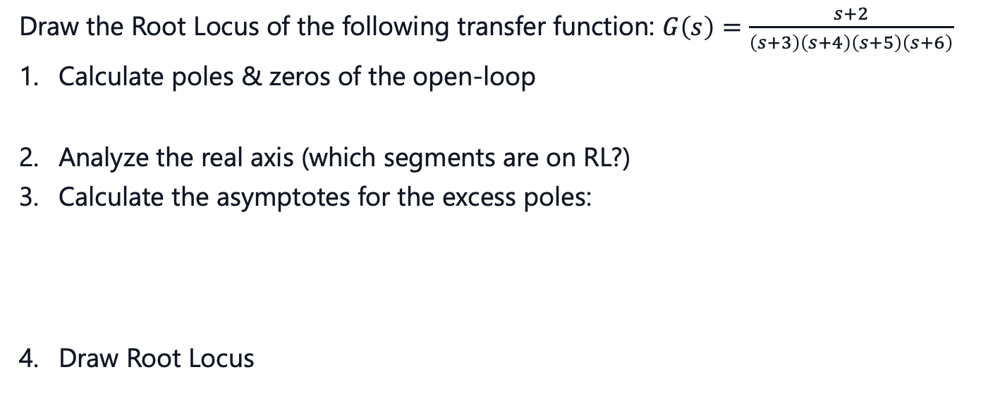 Draw the Root Locus of the following transfer function: G(s) = \frac{s+2}{(s+3)(s+4)(s+5)(s+6)}
1. Calculate poles & zeros of the open-loop
2. Analyze the real axis (which segments are on RL?)
3. Calculate the asymptotes for the excess poles:
4. Draw Root Locus